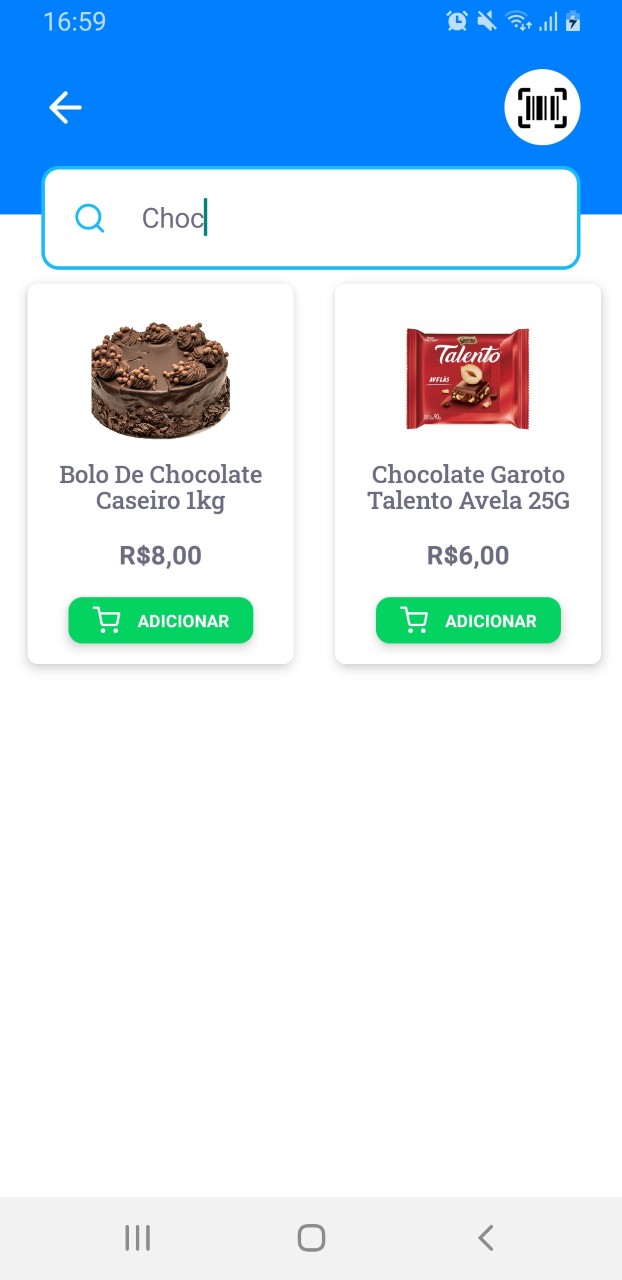 16:59
Choc
Talento
AVELÃS
Bolo De Chocolate
Caseiro 1kg
R$8,00
ADICIONAR
Chocolate Garoto
Talento Avela 25G
R$6,00
ADICIONAR